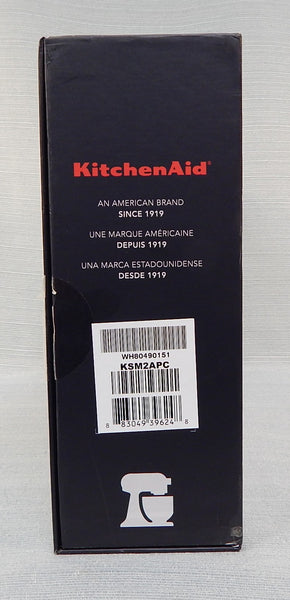 KitchenAid®
AN AMERICAN BRAND
SINCE 1919
UNE MARQUE AMÉRICAINE
DEPUIS 1919
UNA MARCA ESTADOUNIDENSE
DESDE 1919
WH80490151
KSM2APC
8 83049 39624 8